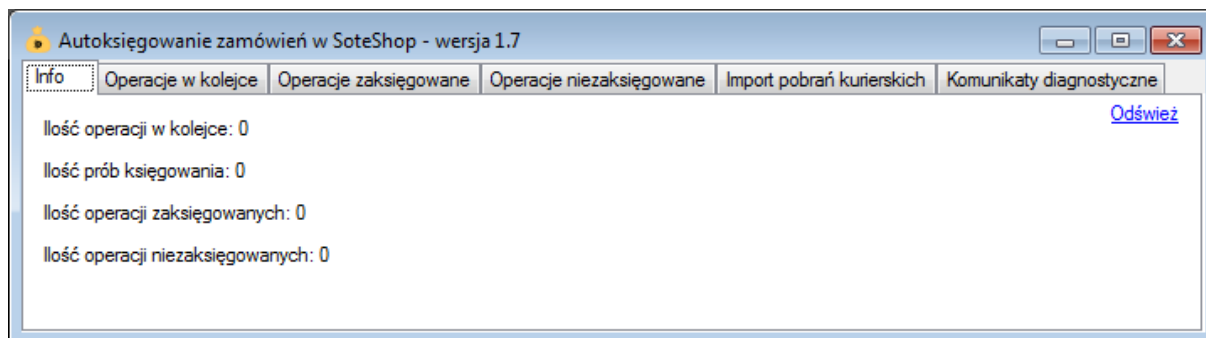 Autoksięgowanie zamówień w SoteShop - wersja 1.7
Info Operacje w kolejce Operacje zaksięgowane Operacje niezaksięgowane Import pobrań kurierskich Komunikaty diagnostyczne
Odśwież
Ilość operacji w kolejce: 0
Ilość prób księgowania: 0
Ilość operacji zaksięgowanych: 0
Ilość operacji niezaksięgowanych: 0